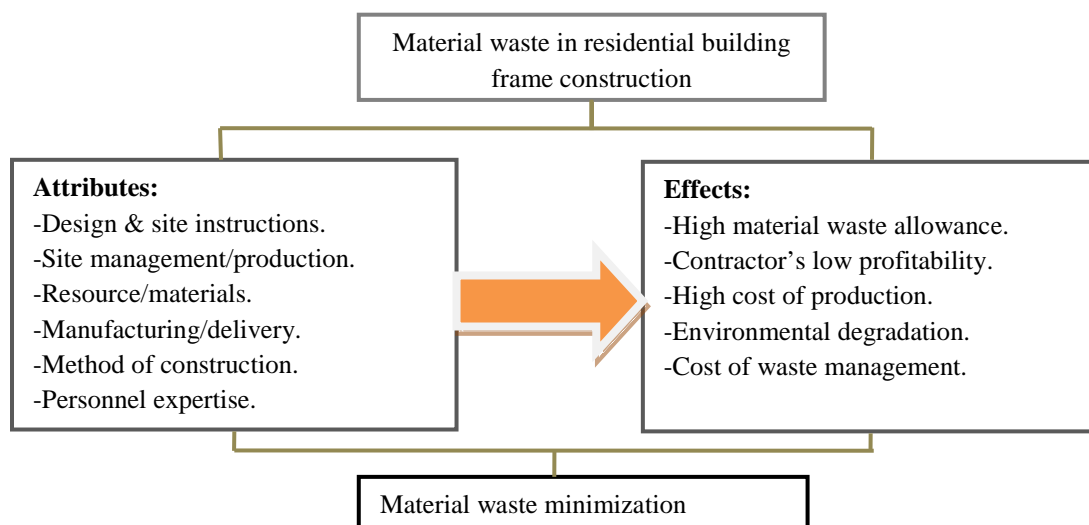 Material waste in residential building
frame construction
Attributes:
-Design & site instructions.
-Site management/production.
-Resource/materials.
-Manufacturing/delivery.
-Method of construction.
-Personnel expertise.
Effects:
-High material waste allowance.
-Contractor’s low profitability.
-High cost of production.
-Environmental degradation.
-Cost of waste management.
Material waste minimization